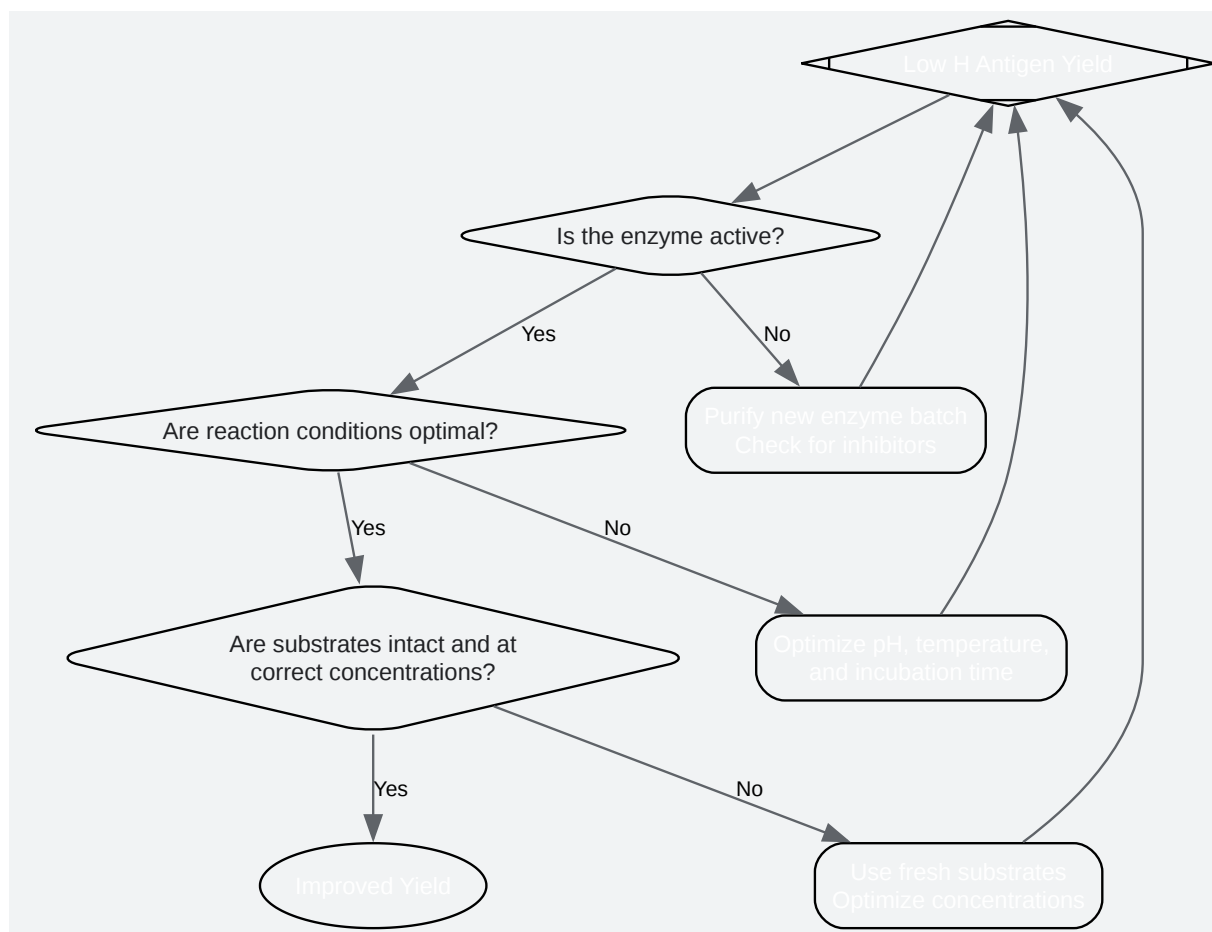 Low H Antigen Yield
Is the enzyme active?
Yes
No
Purify new enzyme batch
Check for inhibitors
Are reaction conditions optimal?
Yes
No
Optimize pH, temperature,
and incubation time
Are substrates intact and at
correct concentrations?
Yes
No
Use fresh substrates
Optimize concentrations
Improved Yield